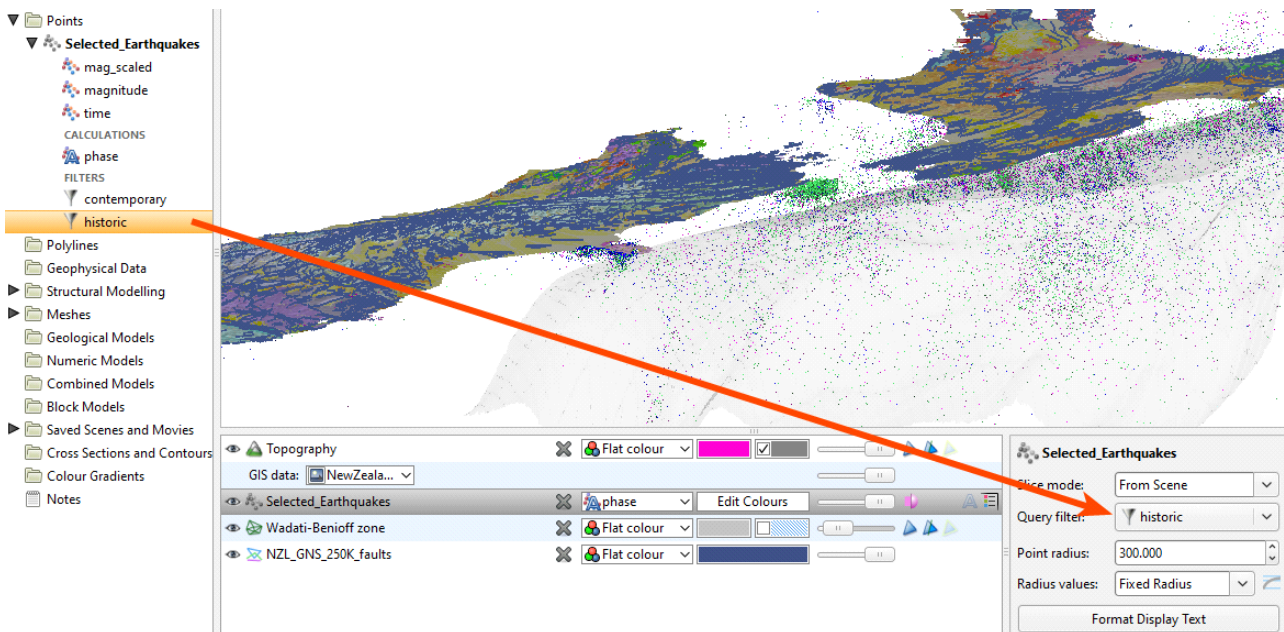 Points
Selected_Earthquakes
mag_scaled
magnitude
time
CALCULATIONS
phase
FILTERS
contemporary
historic
Polylines
Geophysical Data
Structural Modelling
Meshes
Geological Models
Numeric Models
Combined Models
Block Models
Saved Scenes and Movies
Cross Sections and Contours
Colour Gradients
Notes
Topography Flat colour
GIS data: NewZeala...
Selected_Earthquakes phase Edit Colours
Wadati-Benioff zone Flat colour
NZL_GNS_250K_faults Flat colour
Selected_Earthquakes
Slice mode: From Scene
Query filter: historic
Point radius: 300.000
Radius values: Fixed Radius
Format Display Text